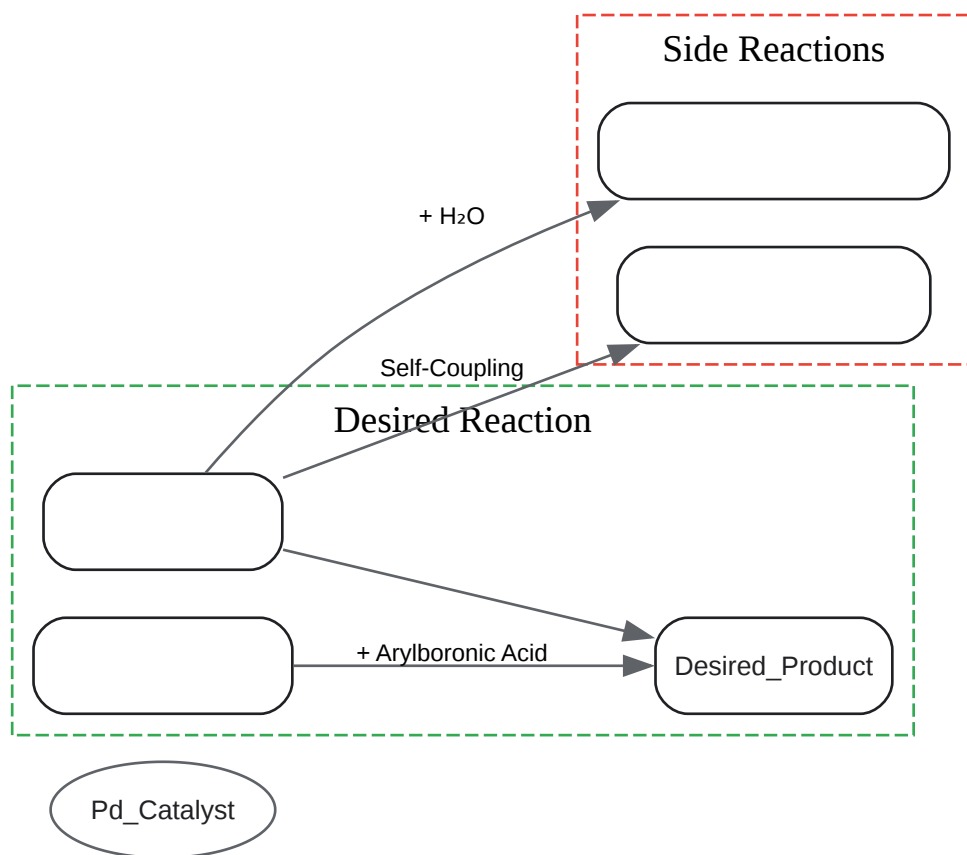 Side Reactions
+ H₂O
Self-Coupling
Desired Reaction
+ Arylboronic Acid
Desired_Product
Pd_Catalyst